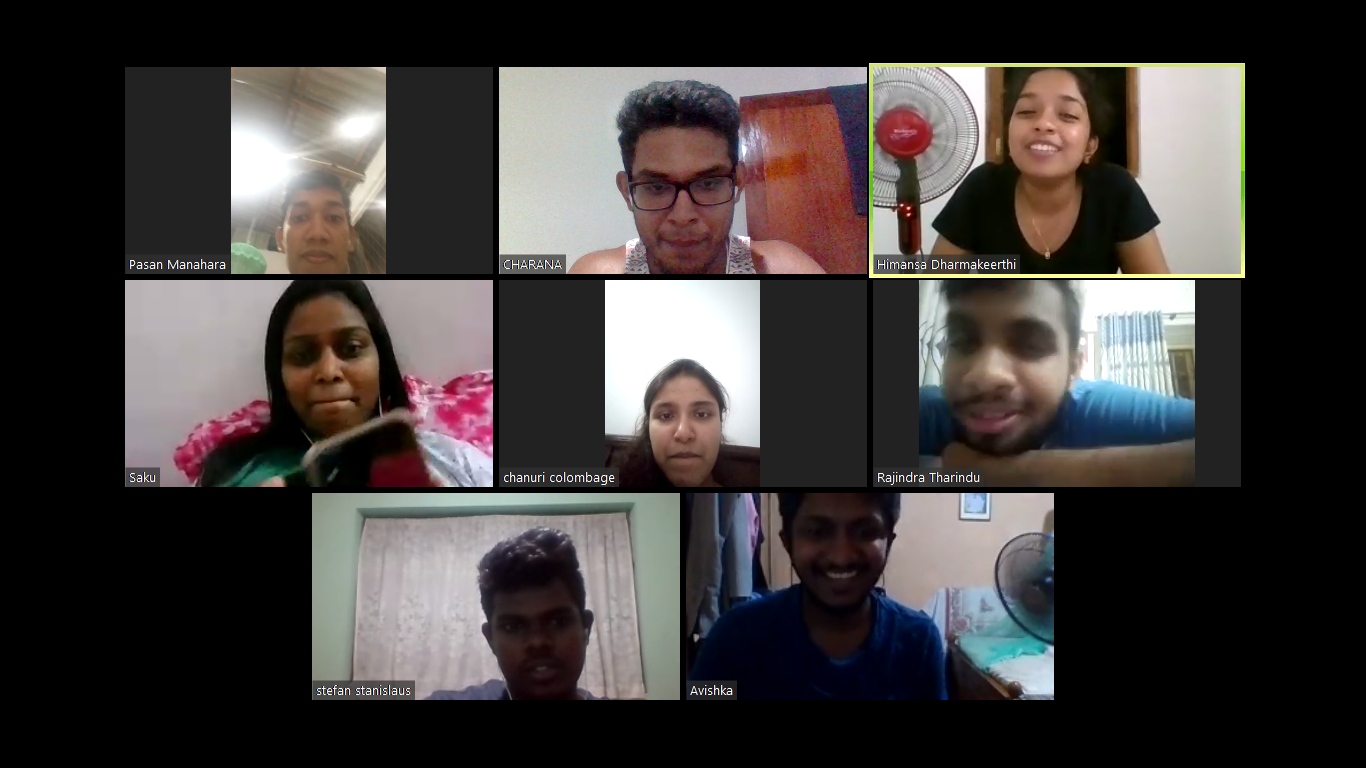 Pasan Manahara
CHARANA
Himansa Dharmakeerthi
Saku
chanuri colombage
Rajindra Tharindu
stefan stanislaus
Avishka